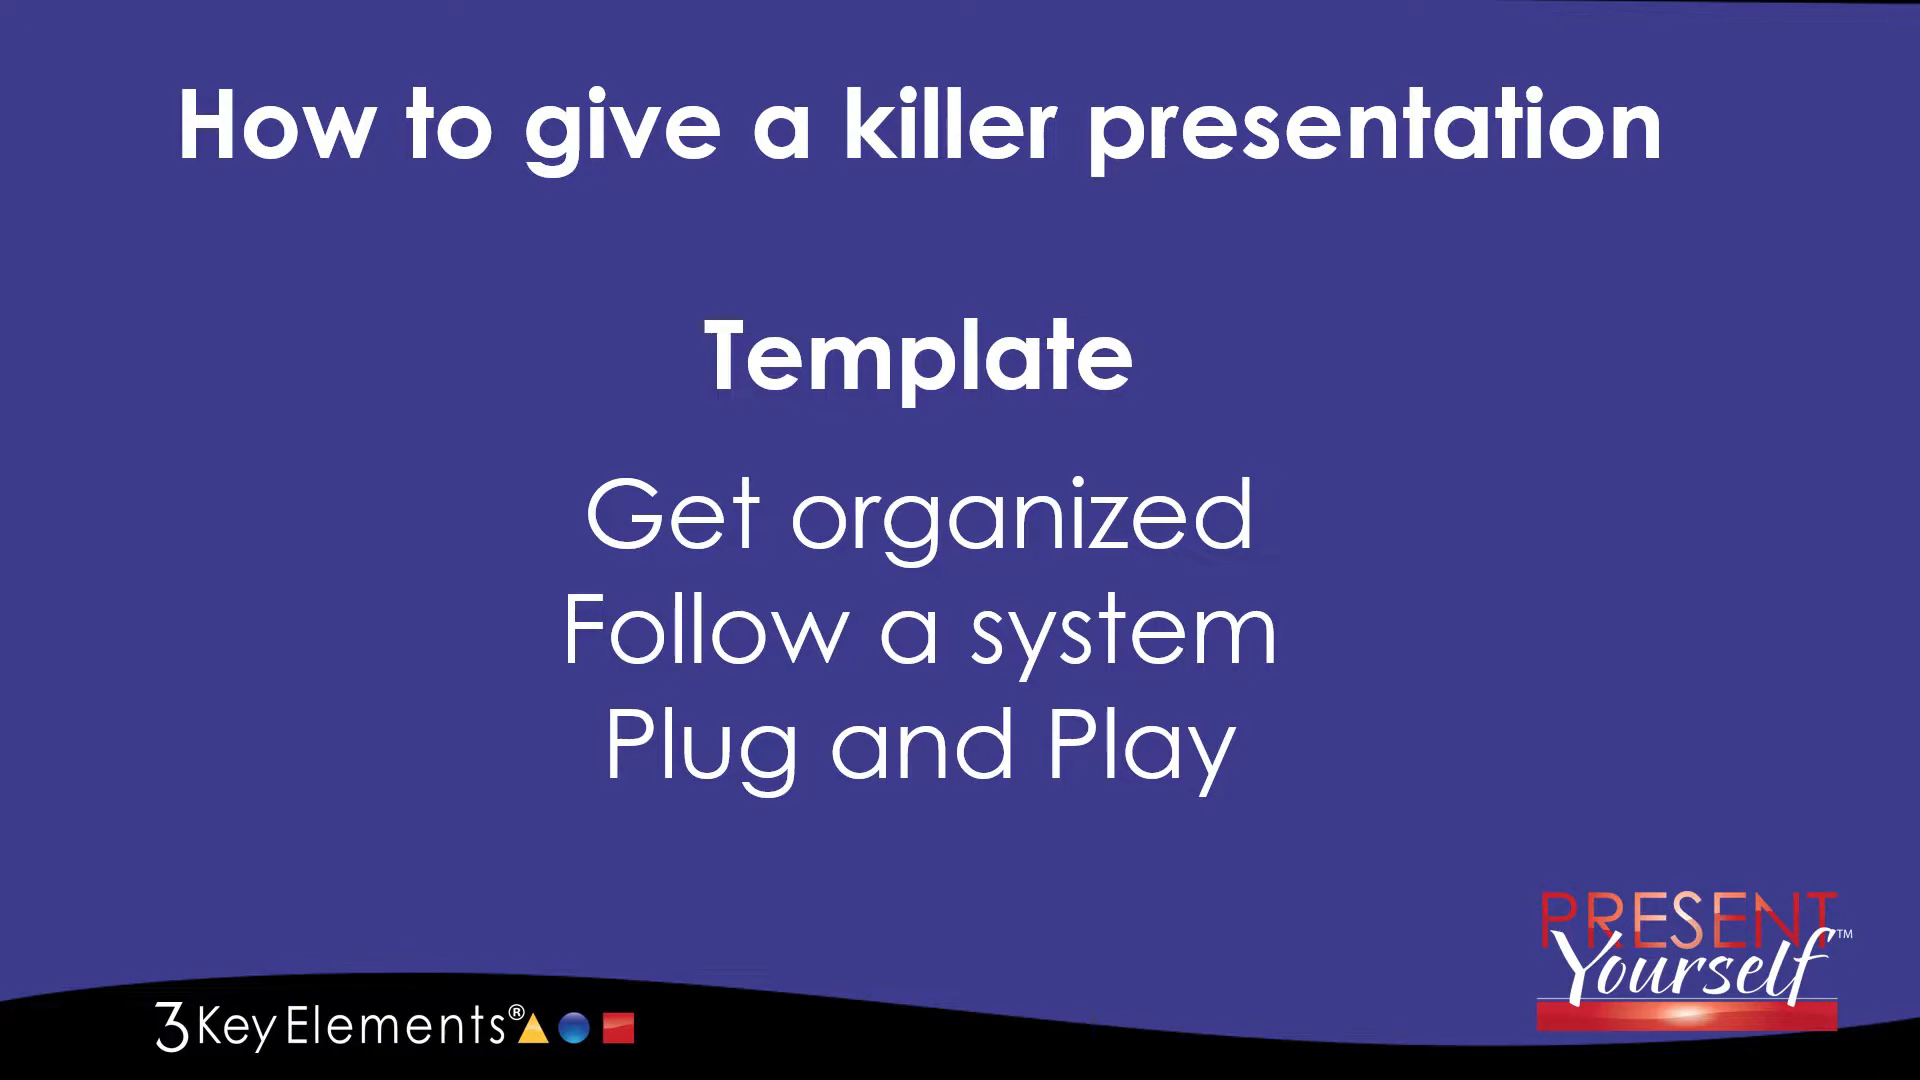 How to give a killer presentation
Template
Get organized
Follow a system
Plug and Play
PRESENT
Yourself™
3 Key Elements®